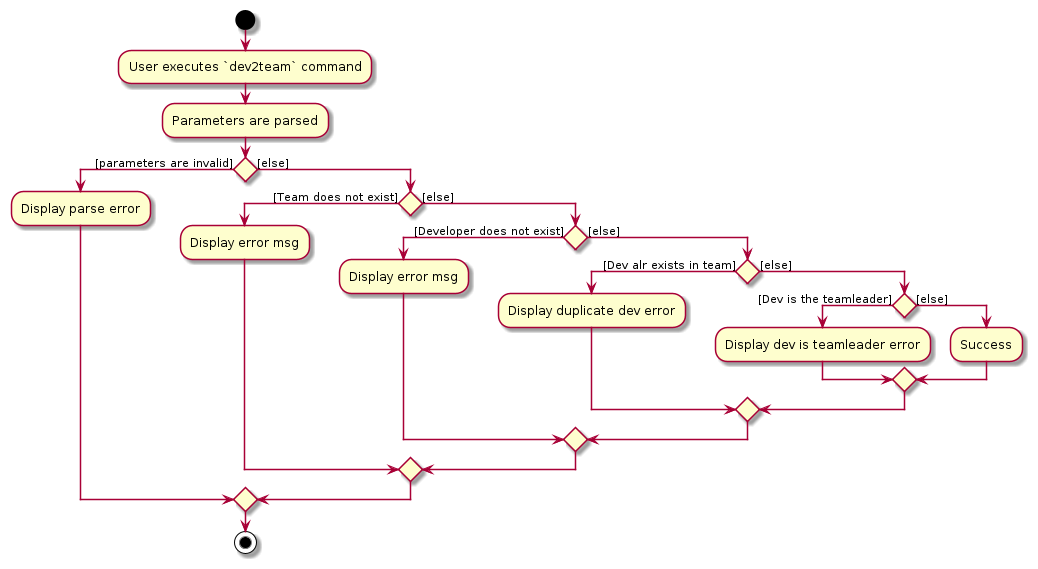 User executes `dev2team` command
Parameters are parsed
[parameters are invalid]
[else]
Display parse error
[Team does not exist]
[else]
Display error msg
[Developer does not exist]
[else]
Display error msg
[Dev alr exists in team]
[else]
Display duplicate dev error
[Dev is the teamleader]
[else]
Display dev is teamleader error
Success